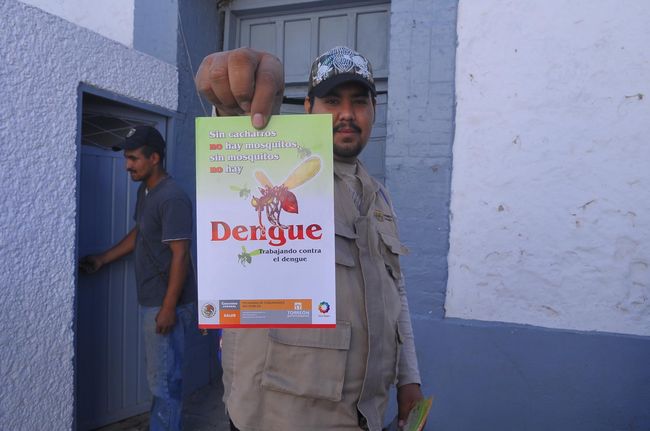 Sin cacharros
no hay mosquitos,
sin mosquitos
no hay
Dengue
Trabajando contra
el dengue
SALUD
TORREÓN